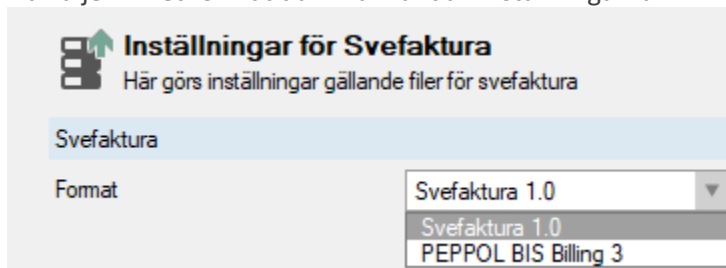 Inställningar för Svefaktura
Här görs inställningar gällande filer för svefaktura
Svefaktura
Format
Svefaktura 1.0
Svefaktura 1.0
PEPPOL BIS Billing 3